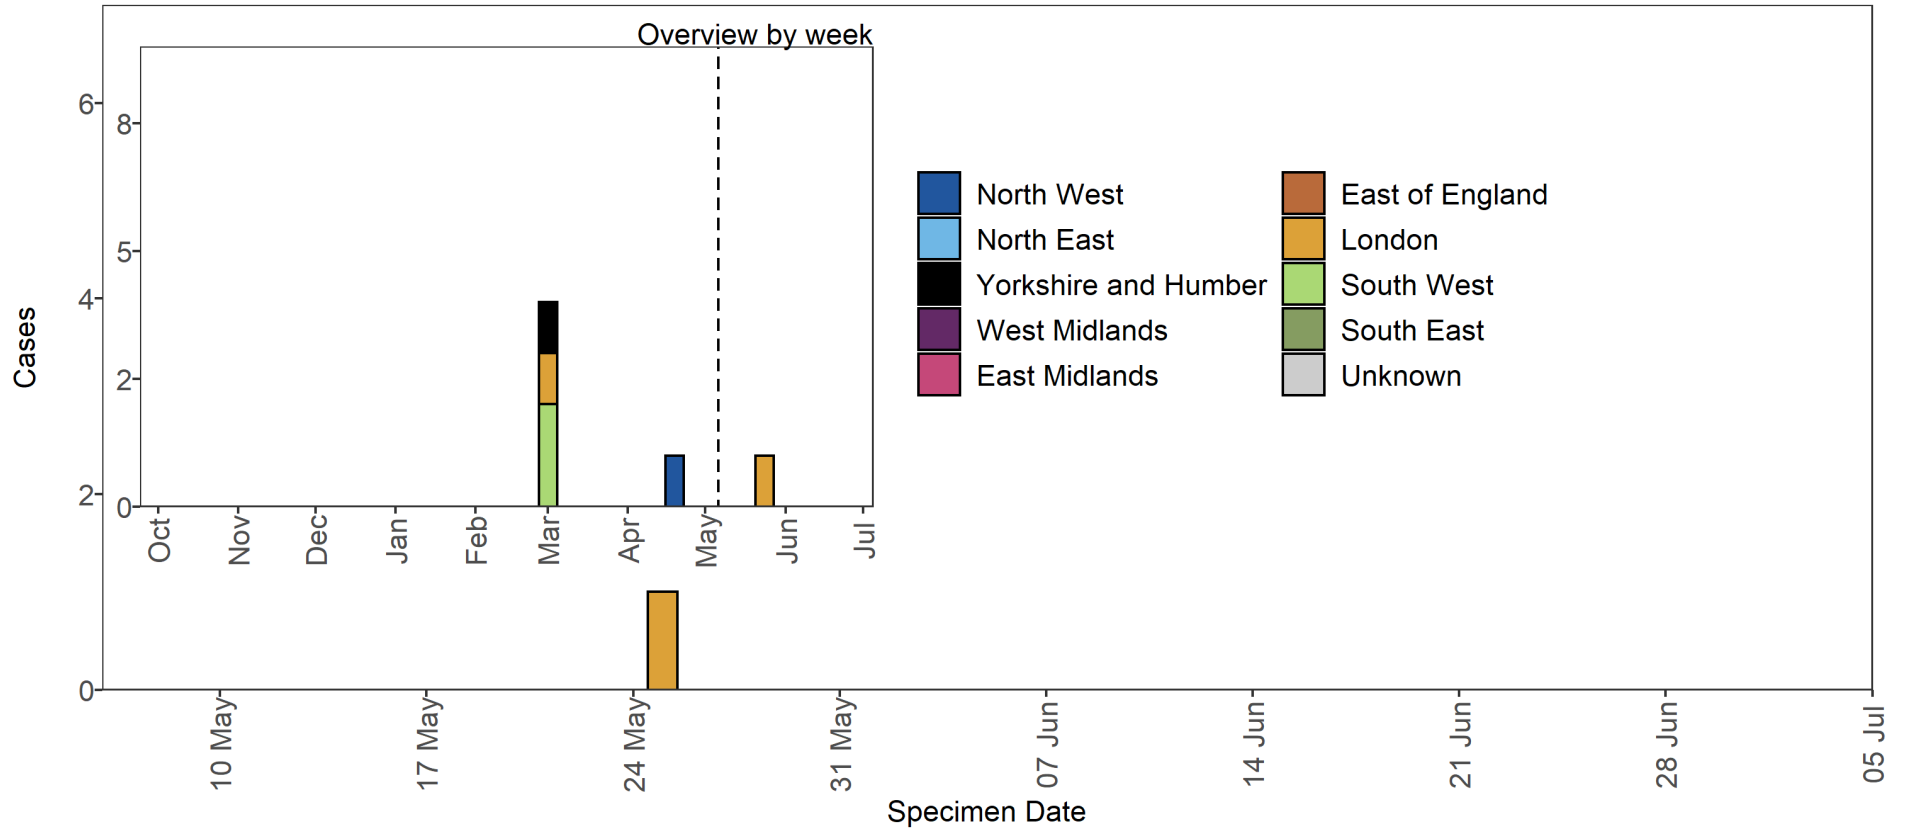 Overview by week
6
4
2
0
Cases
8
5
2
0
Oct
Nov
Dec
Jan
Feb
Mar
Apr
May
Jun
Jul
North West
North East
Yorkshire and Humber
West Midlands
East Midlands
East of England
London
South West
South East
Unknown
10 May
17 May
24 May
31 May
07 Jun
14 Jun
21 Jun
28 Jun
05 Jul
Specimen Date